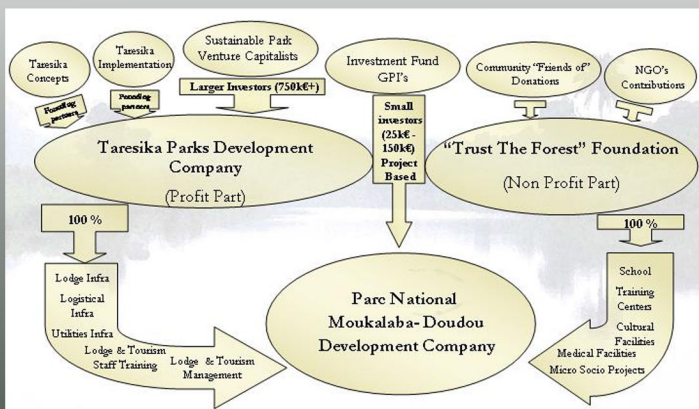 Taresika
Concepts
Taresika
Implementation
Sustainable Park
Venture Capitalists
Investment Fund
GPI's
Community "Friends of"
Donations
NGO's
Contributions
Founding
partners
Founding
partners
Larger Investors (750k€+)
Small
investors
(25k€ -
150k€)
Project
Based
Taresika Parks Development
Company
(Profit Part)
"Trust The Forest" Foundation
(Non Profit Part)
100 %
100 %
Lodge Infra
Logistical
Infra
Utilities Infra
Lodge & Tourism
Staff Training
Lodge & Tourism
Management
Parc National
Moukalaba- Doudou
Development Company
School
Training
Centers
Cultural
Facilities
Medical Facilities
Micro Socio Projects